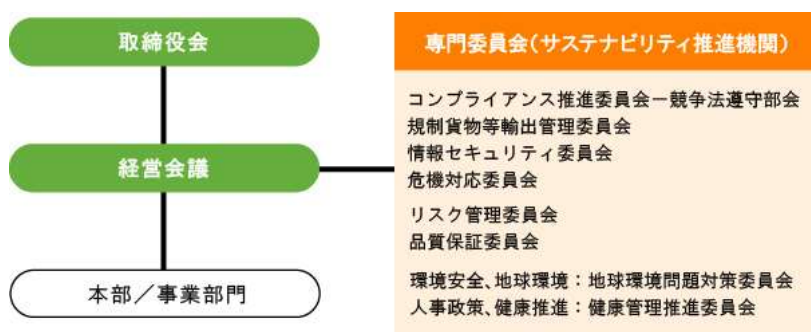 取締役会
経営会議
本部／事業部門
専門委員会（サステナビリティ推進機関）
コンプライアンス推進委員会ー競争法遵守部会
規制貨物等輸出管理委員会
情報セキュリティ委員会
危機対応委員会
リスク管理委員会
品質保証委員会
環境安全、地球環境：地球環境問題対策委員会
人事政策、健康推進：健康管理推進委員会